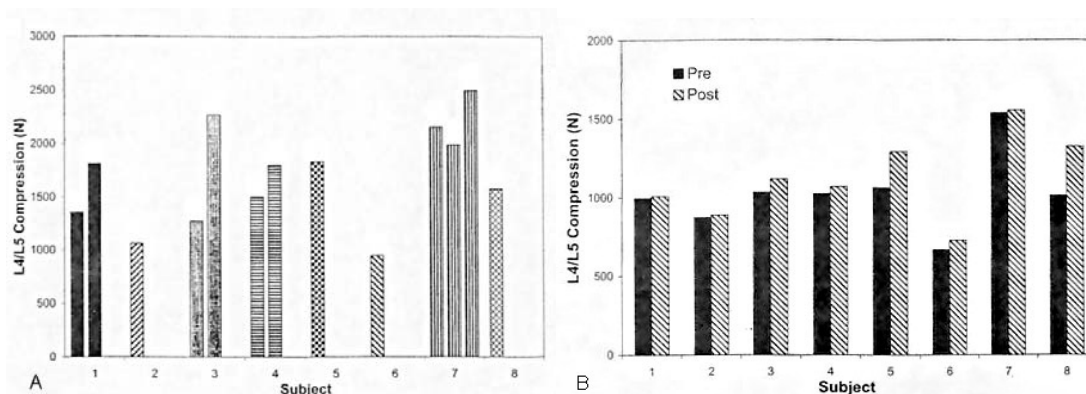 3000
2500
2000
1500
1000
500
0
L4/L5 Compression (N)
1 2 3 4 5 6 7 8
Subject
A
2000
1500
1000
500
0
L4/L5 Compression (N)
Pre
Post
1 2 3 4 5 6 7 8
Subject
B